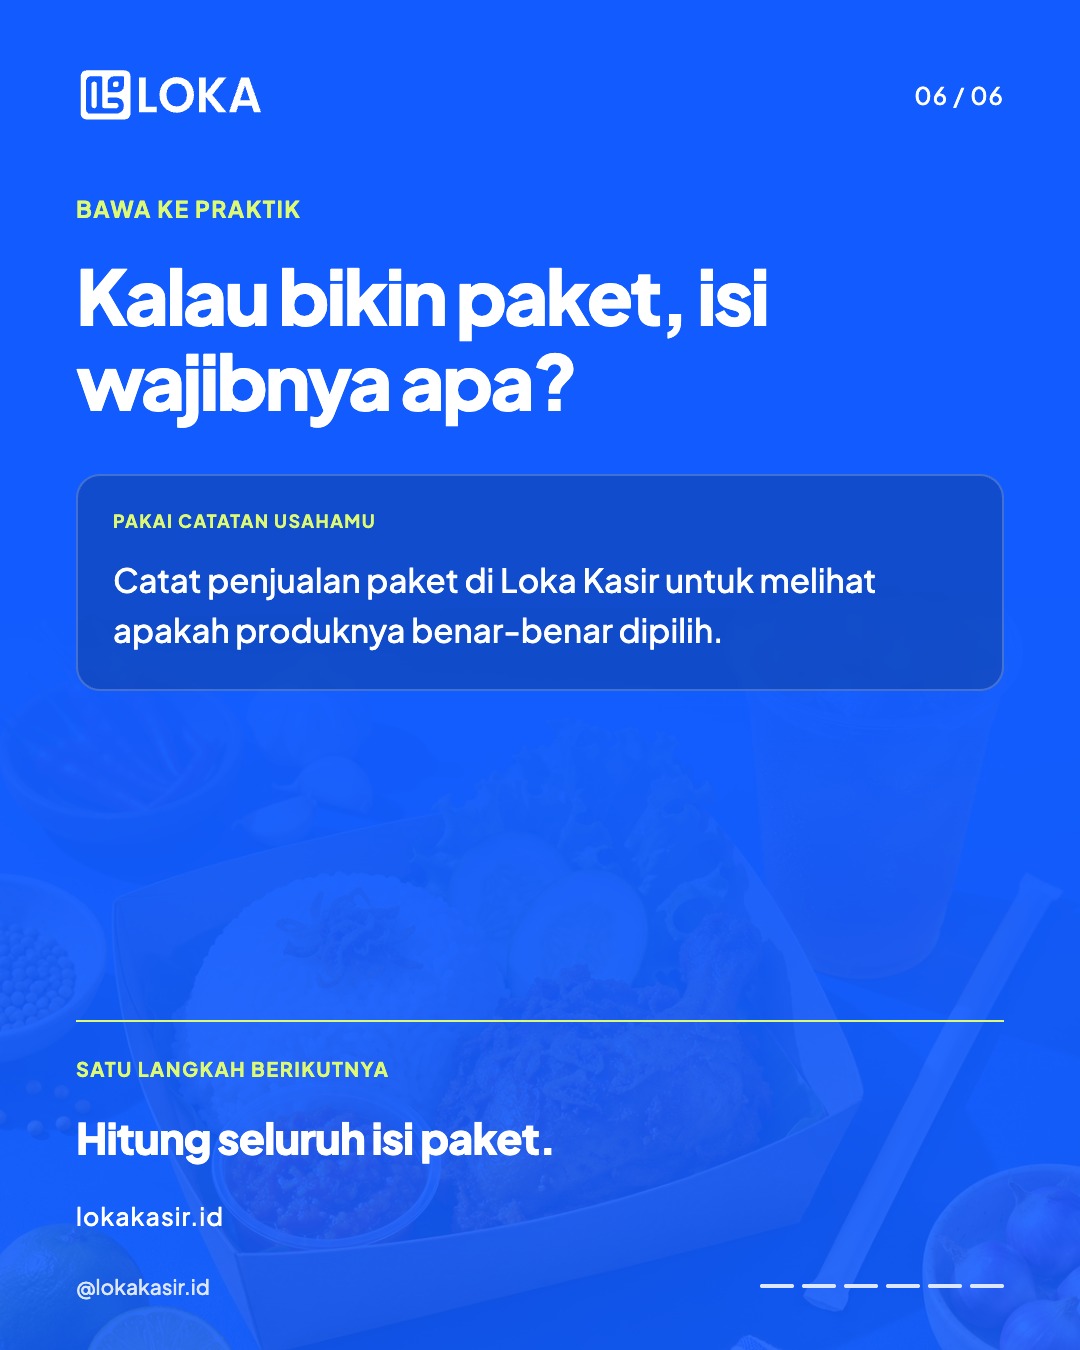 LOKA
06 / 06
BAWA KE PRAKTIK
Kalau bikin paket, isi
wajibnya apa?
PAKAI CATATAN USAHAMU
Catat penjualan paket di Loka Kasir untuk melihat
apakah produknya benar-benar dipilih.
SATU LANGKAH BERIKUTNYA
Hitung seluruh isi paket.
lokakasir.id
@lokakasir.id